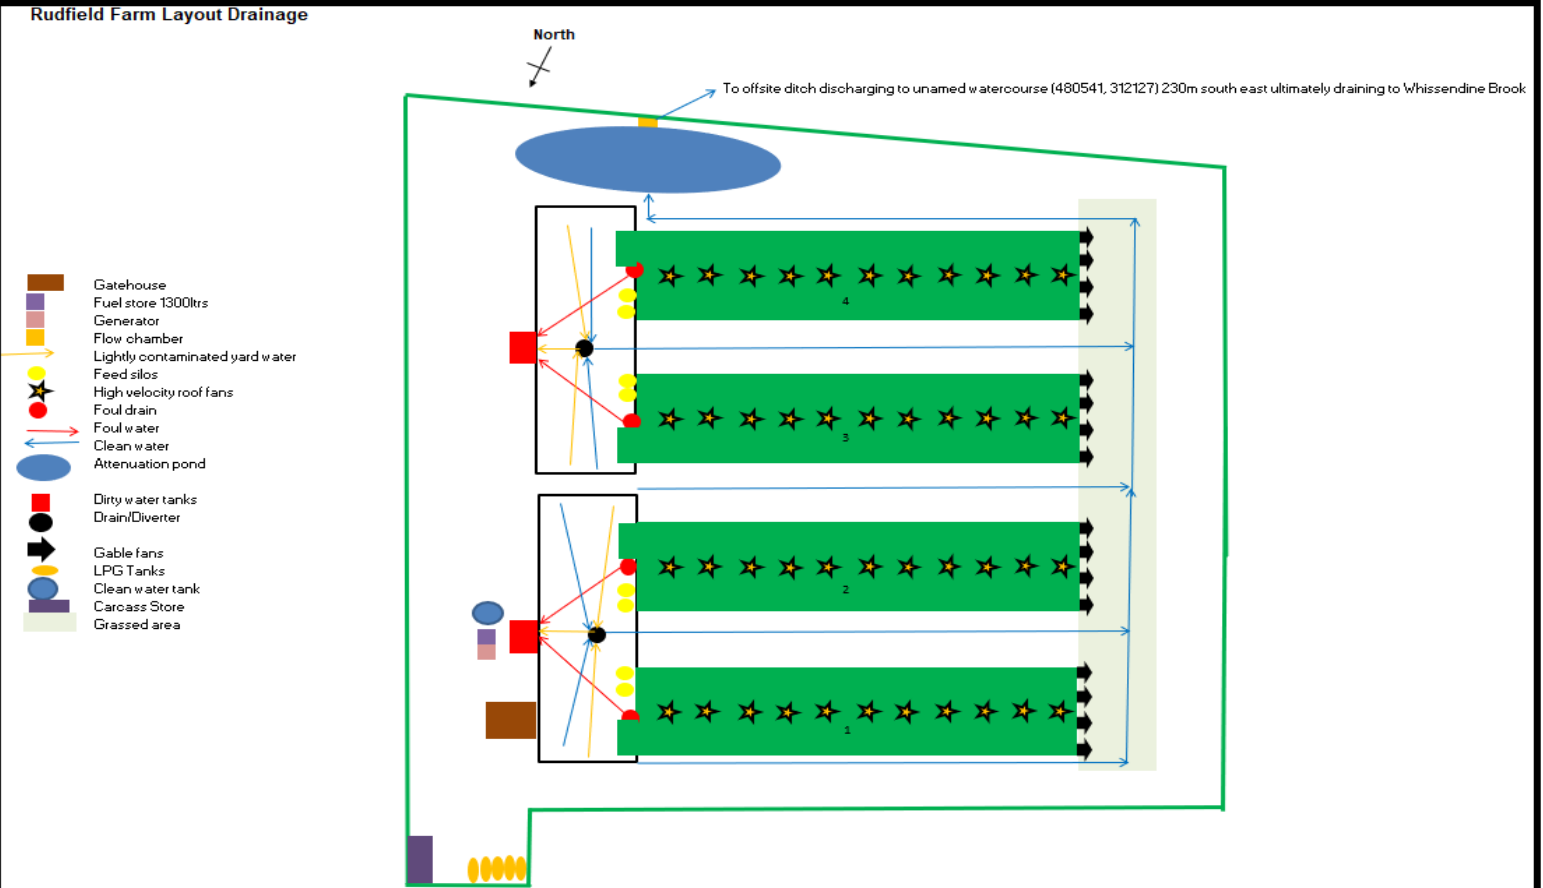 Rudfield Farm Layout Drainage
North
To offsite ditch discharging to unamed watercourse (480541, 312127) 230m south east ultimately draining to Whissendine Brook
Gatehouse
Fuel store 1300ltrs
Generator
Flow chamber
Lightly contaminated yard water
Feed silos
High velocity roof fans
Foul drain
Foul water
Clean water
Attenuation pond
Dirty water tanks
Drain/Diverter
Gable fans
LPG Tanks
Clean water tank
Carcass Store
Grassed area
4
3
2
1